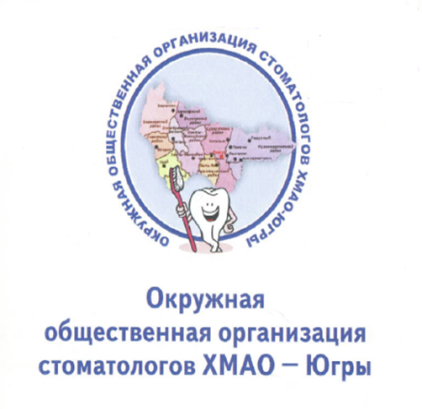 ОКРУЖНАЯ ОБЩЕСТВЕННАЯ ОРГАНИЗАЦИЯ СТОМАТОЛОГОВ ХМАО-ЮГРЫ
Окружная
общественная организация
стоматологов ХМАО – Югры